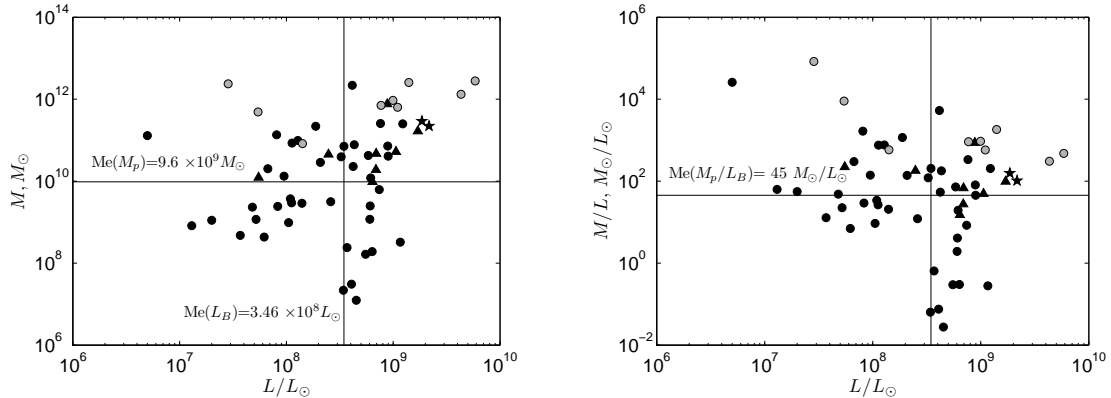 10^14
10^12
10^10
10^8
10^6
M, M_⊙
Me(M_p)=9.6 ×10^9 M_⊙
Me(L_B)=3.46 ×10^8 L_⊙
10^6 10^7 10^8 10^9 10^10
L/L_⊙
10^6
10^4
10^2
10^0
10^−2
M/L, M_⊙/L_⊙
Me(M_p/L_B)= 45 M_⊙/L_⊙
10^6 10^7 10^8 10^9 10^10
L/L_⊙